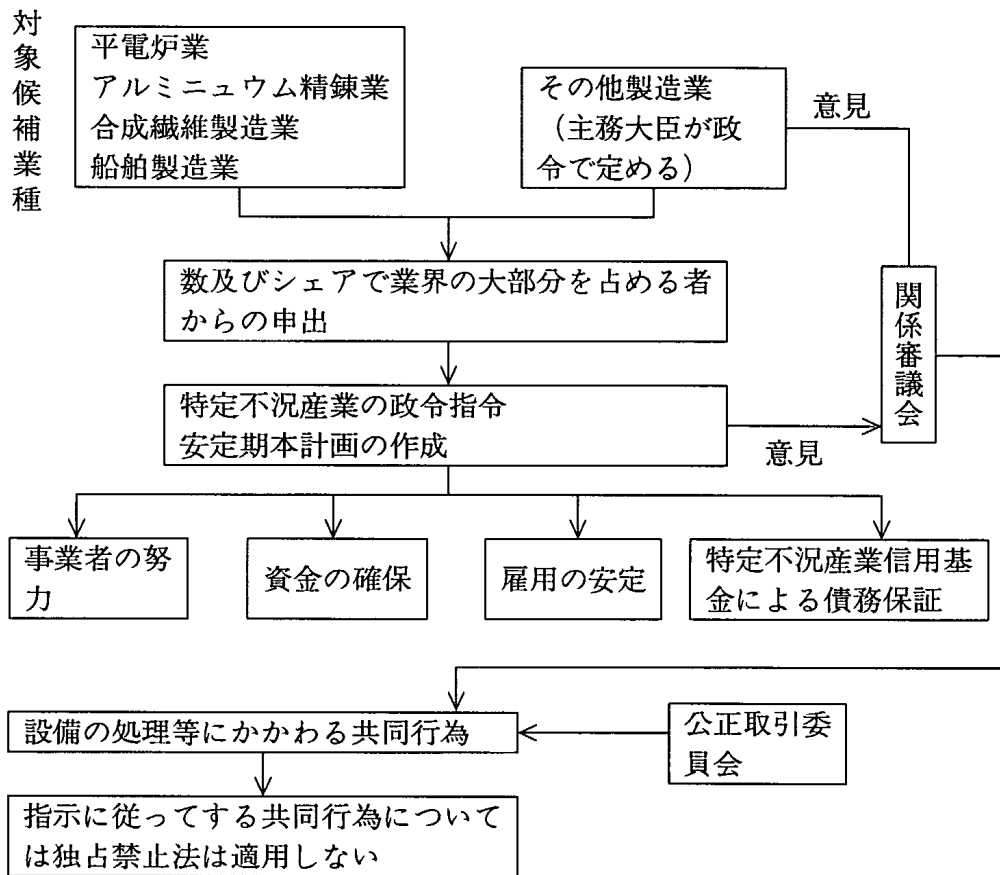 対象候補業種
平電炉業
アルミニュウム精錬業
合成繊維製造業
船舶製造業
その他製造業
（主務大臣が政
令で定める）
意見
数及びシェアで業界の大部分を占める者
からの申出
関係審議会
特定不況産業の政令指令
安定期本計画の作成
意見
事業者の努
力
資金の確保
雇用の安定
特定不況産業信用基
金による債務保証
設備の処理等にかかわる共同行為
公正取引委
員会
指示に従ってする共同行為について
は独占禁止法は適用しない